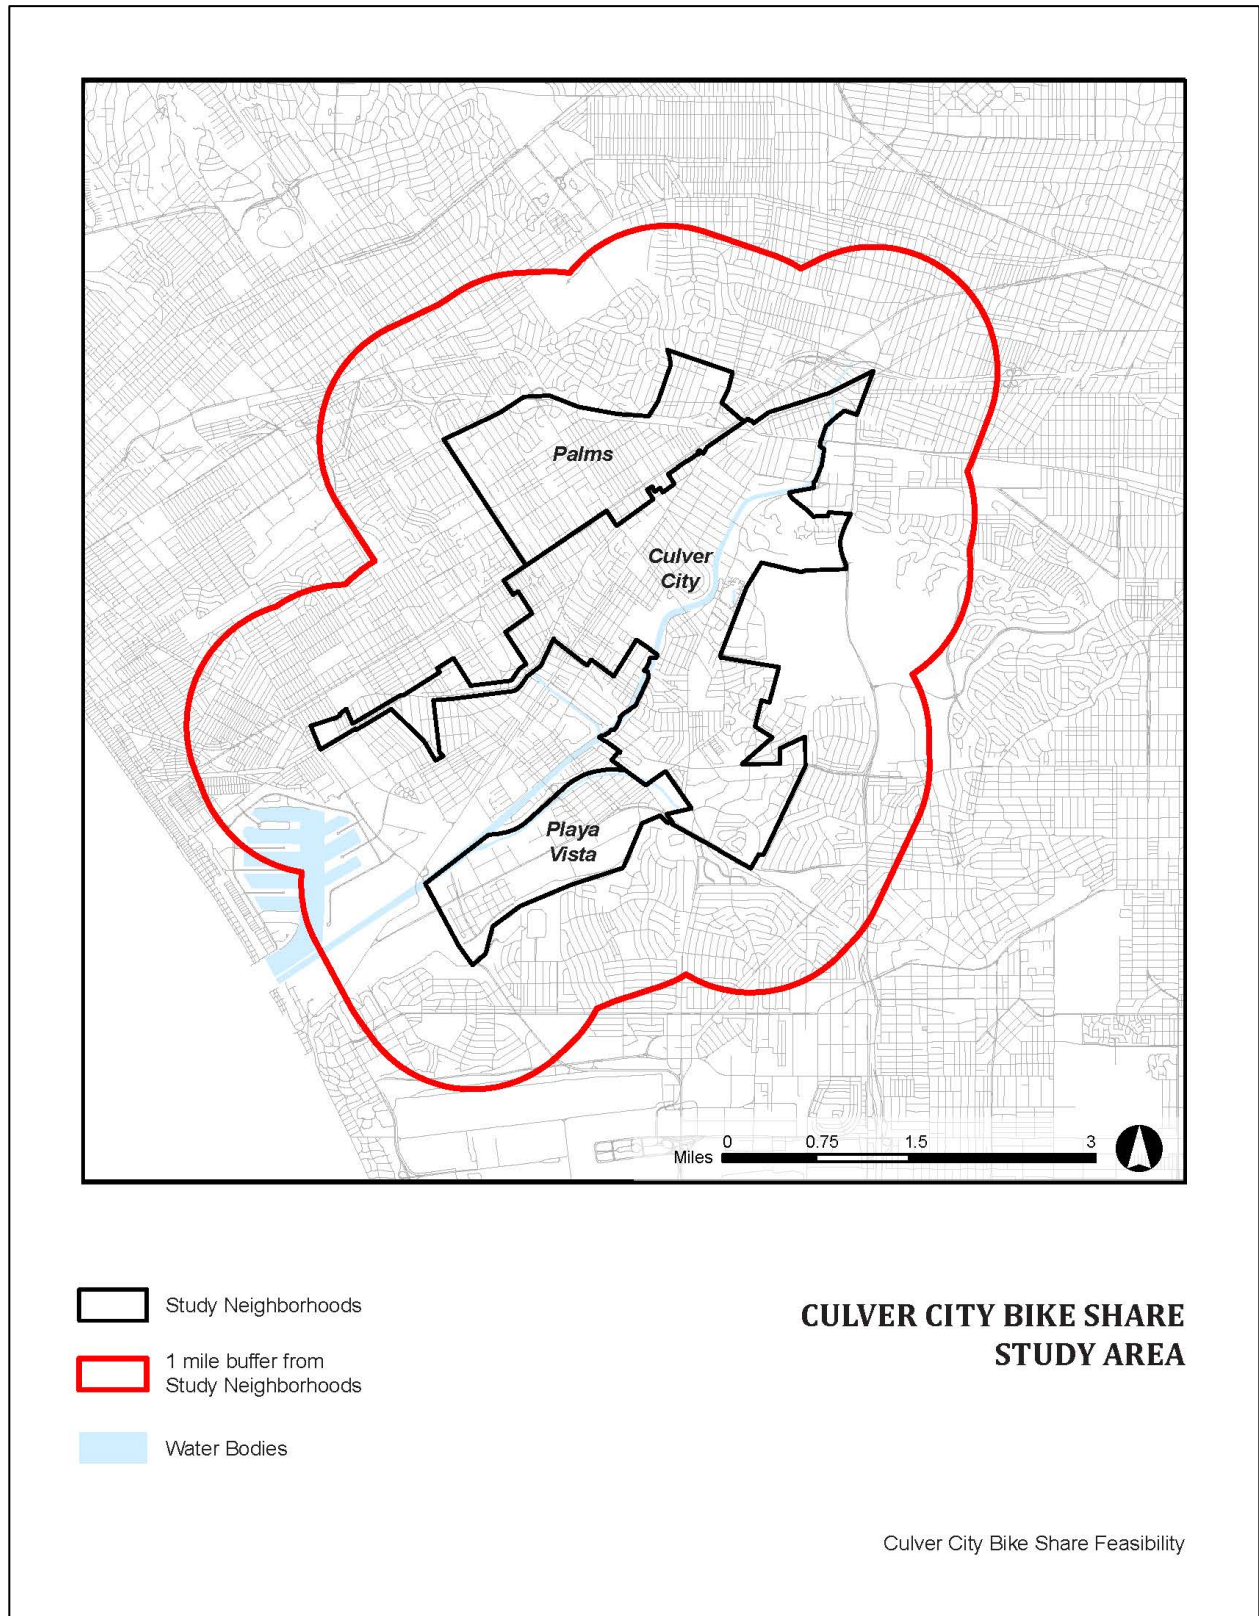 Palms
Culver
City
Playa
Vista
0 0.75 1.5 3
Miles
Study Neighborhoods
1 mile buffer from
Study Neighborhoods
Water Bodies
CULVER CITY BIKE SHARE
STUDY AREA
Culver City Bike Share Feasibility